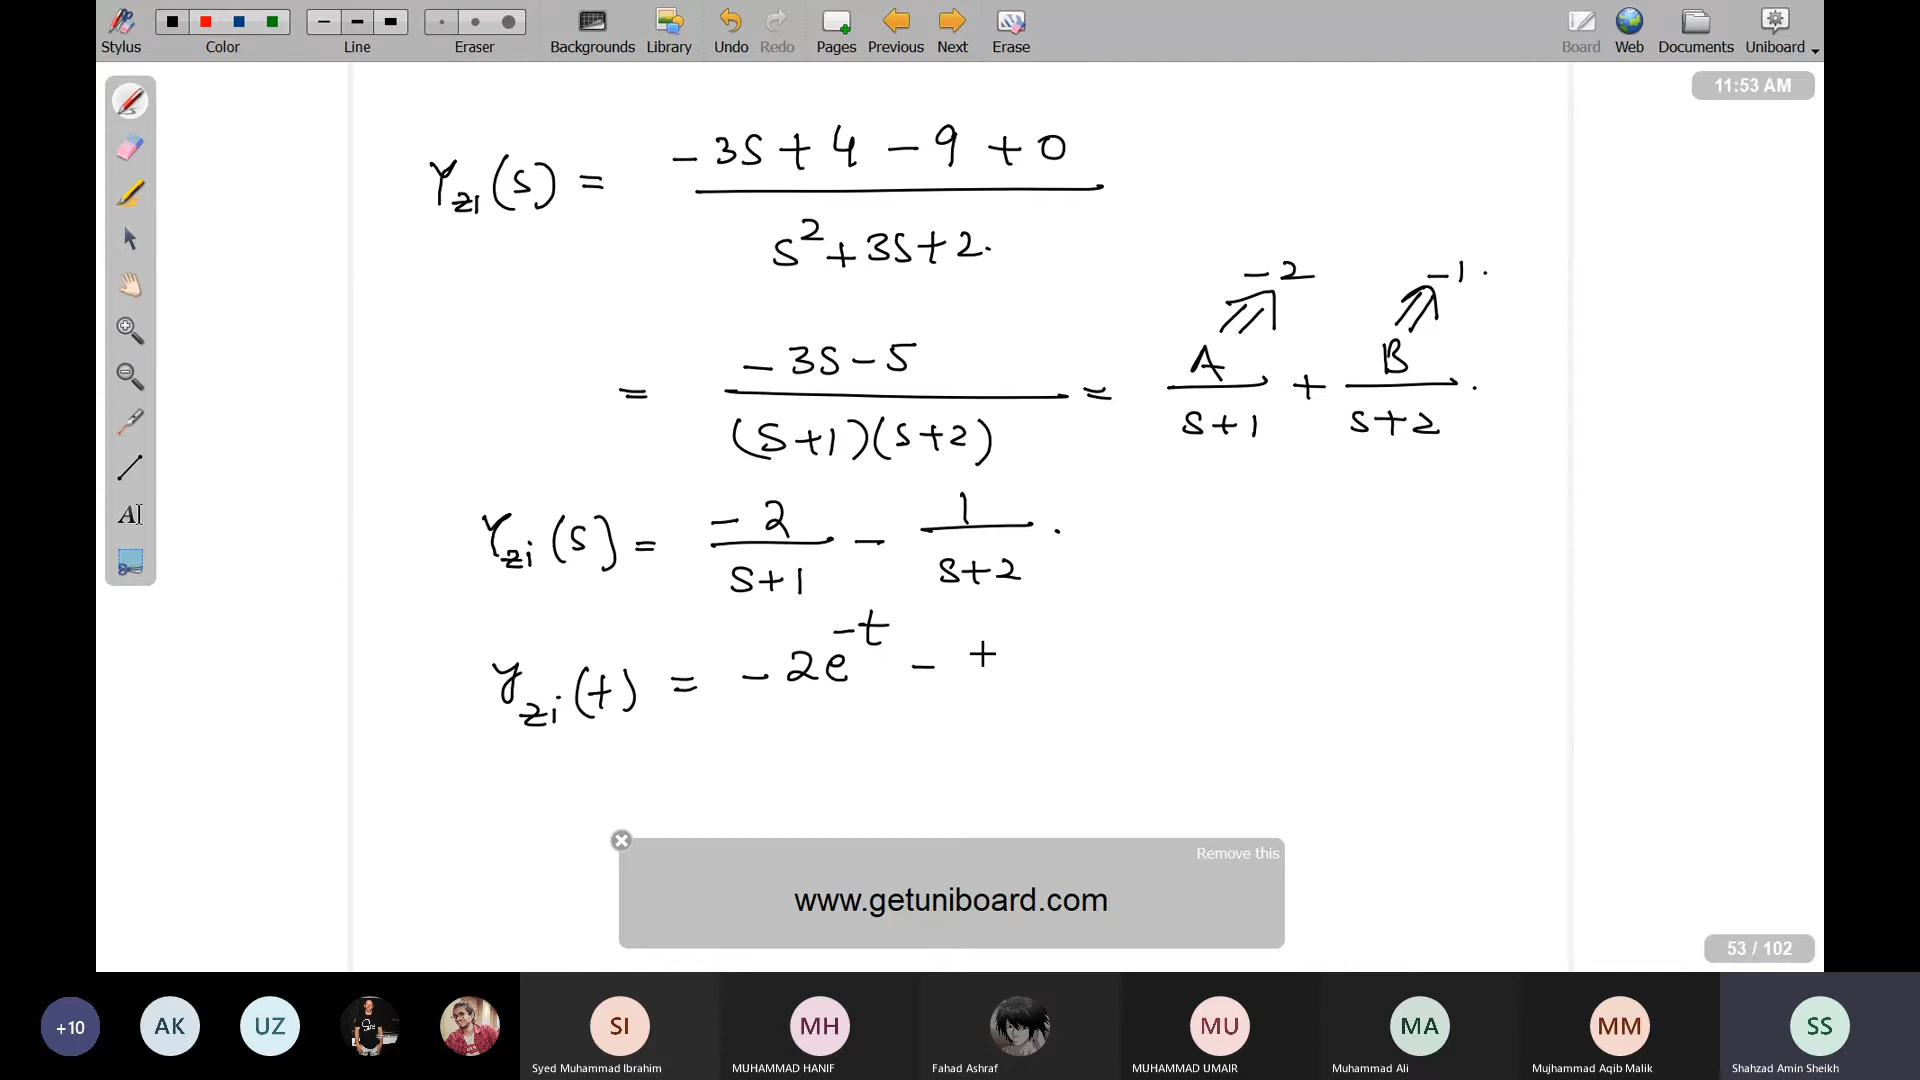 Stylus Color Line Eraser Backgrounds Library Undo Redo Pages Previous Next Erase Board Web Documents Uniboard
11:53 AM
Yzi(s) = -3s + 4 - 9 + 0
s² + 3s + 2.
-2 -1.
= -3s - 5 = A + B.
(s+1)(s+2) s+1 s+2
Yzi(s) = -2 - 1.
s+1 s+2
yzi(t) = -2e^-t - +
A
Remove this
www.getuniboard.com
53 / 102
+10 AK UZ SI MH MU MA MM SS
Syed Muhammad Ibrahim MUHAMMAD HANIF Fahad Ashraf MUHAMMAD UMAIR Muhammad Ali Mujhammad Aqib Malik Shahzad Amin Sheikh